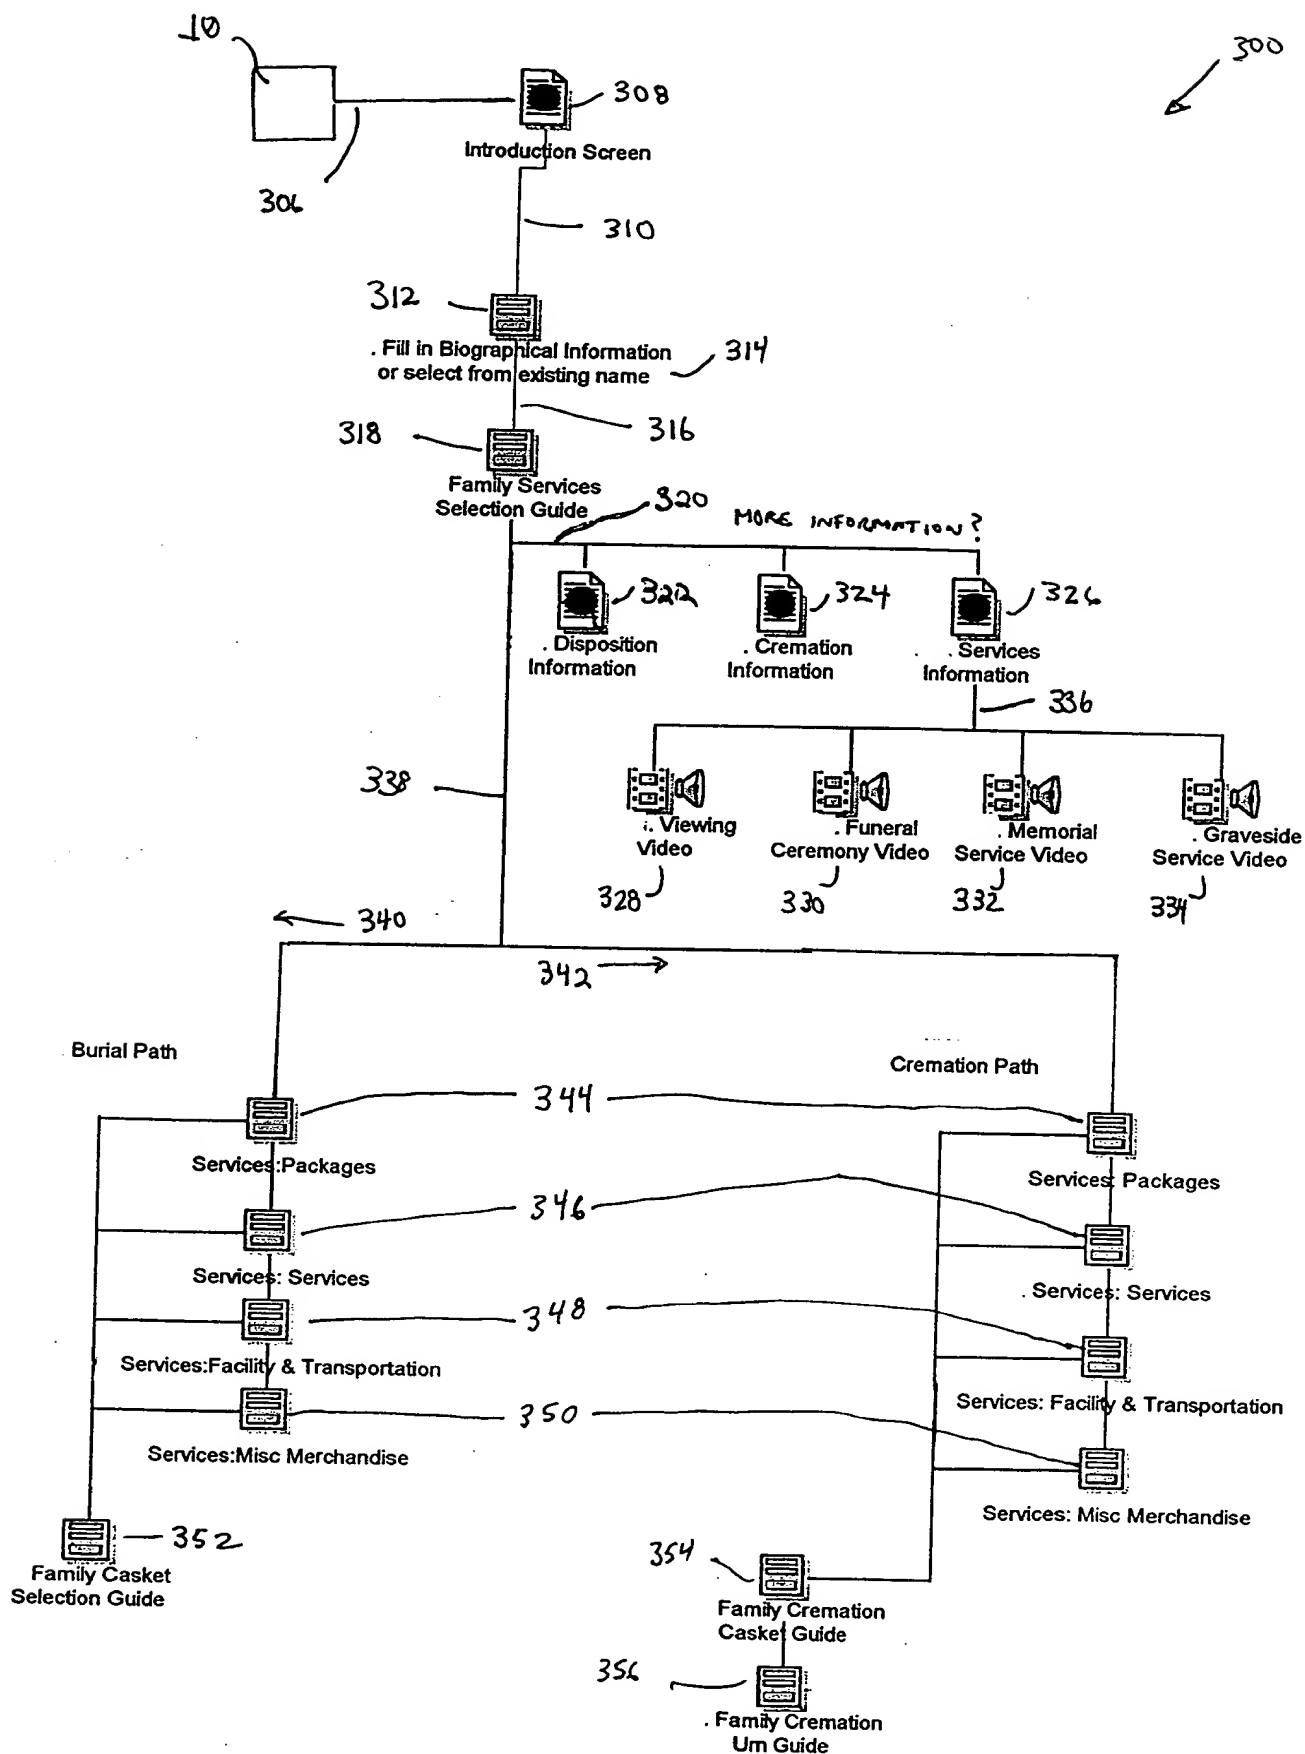 10
300
308
Introduction Screen
306
310
312
. Fill in Biographical Information
or select from existing name
314
316
318
Family Services
Selection Guide
320
MORE INFORMATION?
322
324
326
. Disposition
Information
. Cremation
Information
. Services
Information
336
338
. Viewing
Video
. Funeral
Ceremony Video
. Memorial
Service Video
. Graveside
Service Video
328
330
332
334
340
342
Burial Path
Cremation Path
344
Services:Packages
Services: Packages
346
Services: Services
. Services: Services
348
Services:Facility & Transportation
Services: Facility & Transportation
350
Services:Misc Merchandise
Services: Misc Merchandise
352
Family Casket
Selection Guide
354
Family Cremation
Casket Guide
356
. Family Cremation
Urn Guide